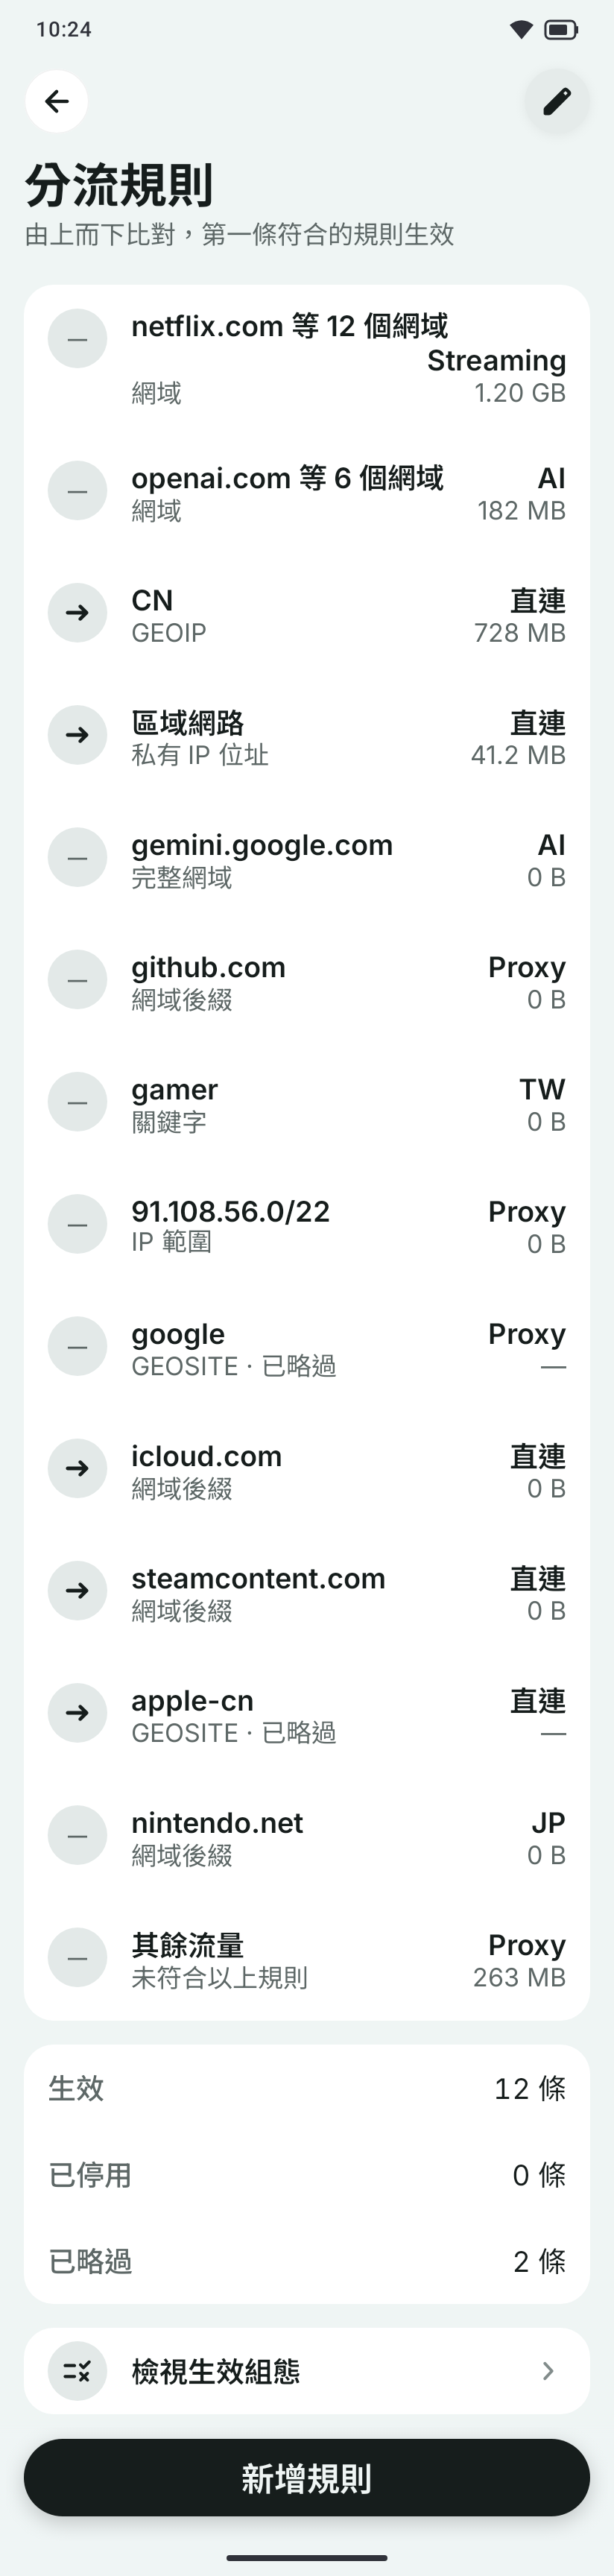 10:24
分流規則
由上而下比對，第一條符合的規則生效
netflix.com 等 12 個網域
Streaming
網域 1.20 GB
openai.com 等 6 個網域 AI
網域 182 MB
CN 直連
GEOIP 728 MB
區域網路 直連
私有 IP 位址 41.2 MB
gemini.google.com AI
完整網域 0 B
github.com Proxy
網域後綴 0 B
gamer TW
關鍵字 0 B
91.108.56.0/22 Proxy
IP 範圍 0 B
google Proxy
GEOSITE · 已略過 —
icloud.com 直連
網域後綴 0 B
steamcontent.com 直連
網域後綴 0 B
apple-cn 直連
GEOSITE · 已略過 —
nintendo.net JP
網域後綴 0 B
其餘流量 Proxy
未符合以上規則 263 MB
生效 12 條
已停用 0 條
已略過 2 條
檢視生效組態
新增規則